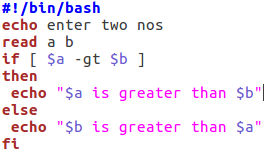 #!/bin/bash
echo enter two nos
read a b
if [ $a -gt $b ]
then
 echo "$a is greater than $b"
else
 echo "$b is greater than $a"
fi